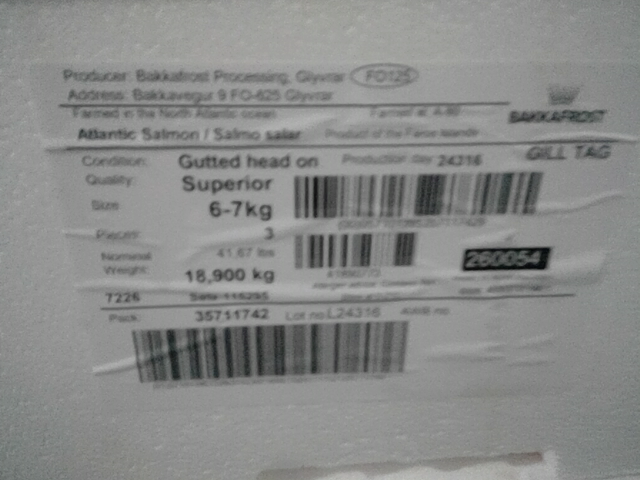 Producer: Bakkafrost Processing, Glyvrar FO125
Address: Bakkavegur 9 FO-625 Glyvrar
Farmed in the North Atlantic ocean Farmed at:
BAKKAFROST
Atlantic Salmon / Salmo salar Product of the Faroe Islands
GILL TAG
Condition: Gutted head on Production day 24316
Quality: Superior
Size 6-7kg
Pieces: 3
Nominal 41,67 lbs
Weight: 18,900 kg
260054
7226
Pack: 35711742 Lot no L24316